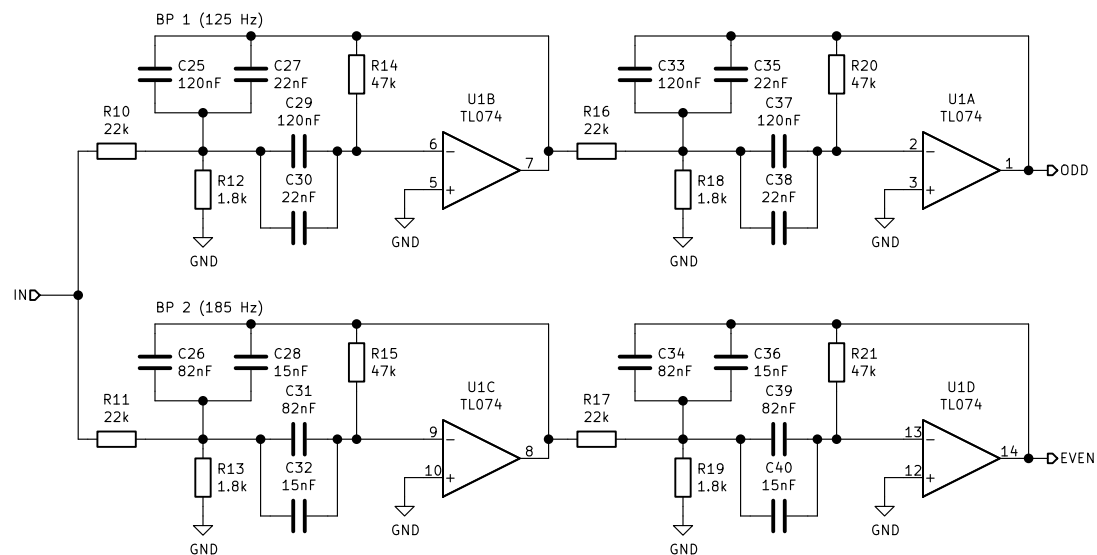 BP 1 (125 Hz)
C25
120nF
C27
22nF
R14
47k
C29
120nF
R10
22k
R12
1.8k
C30
22nF
GND
U1B
TL074
6
5
7
GND
C33
120nF
C35
22nF
R20
47k
C37
120nF
R16
22k
R18
1.8k
C38
22nF
GND
U1A
TL074
2
3
1
ODD
GND
IN
BP 2 (185 Hz)
C26
82nF
C28
15nF
R15
47k
C31
82nF
R11
22k
R13
1.8k
C32
15nF
GND
U1C
TL074
9
10
8
GND
C34
82nF
C36
15nF
R21
47k
C39
82nF
R17
22k
R19
1.8k
C40
15nF
GND
U1D
TL074
13
12
14
EVEN
GND